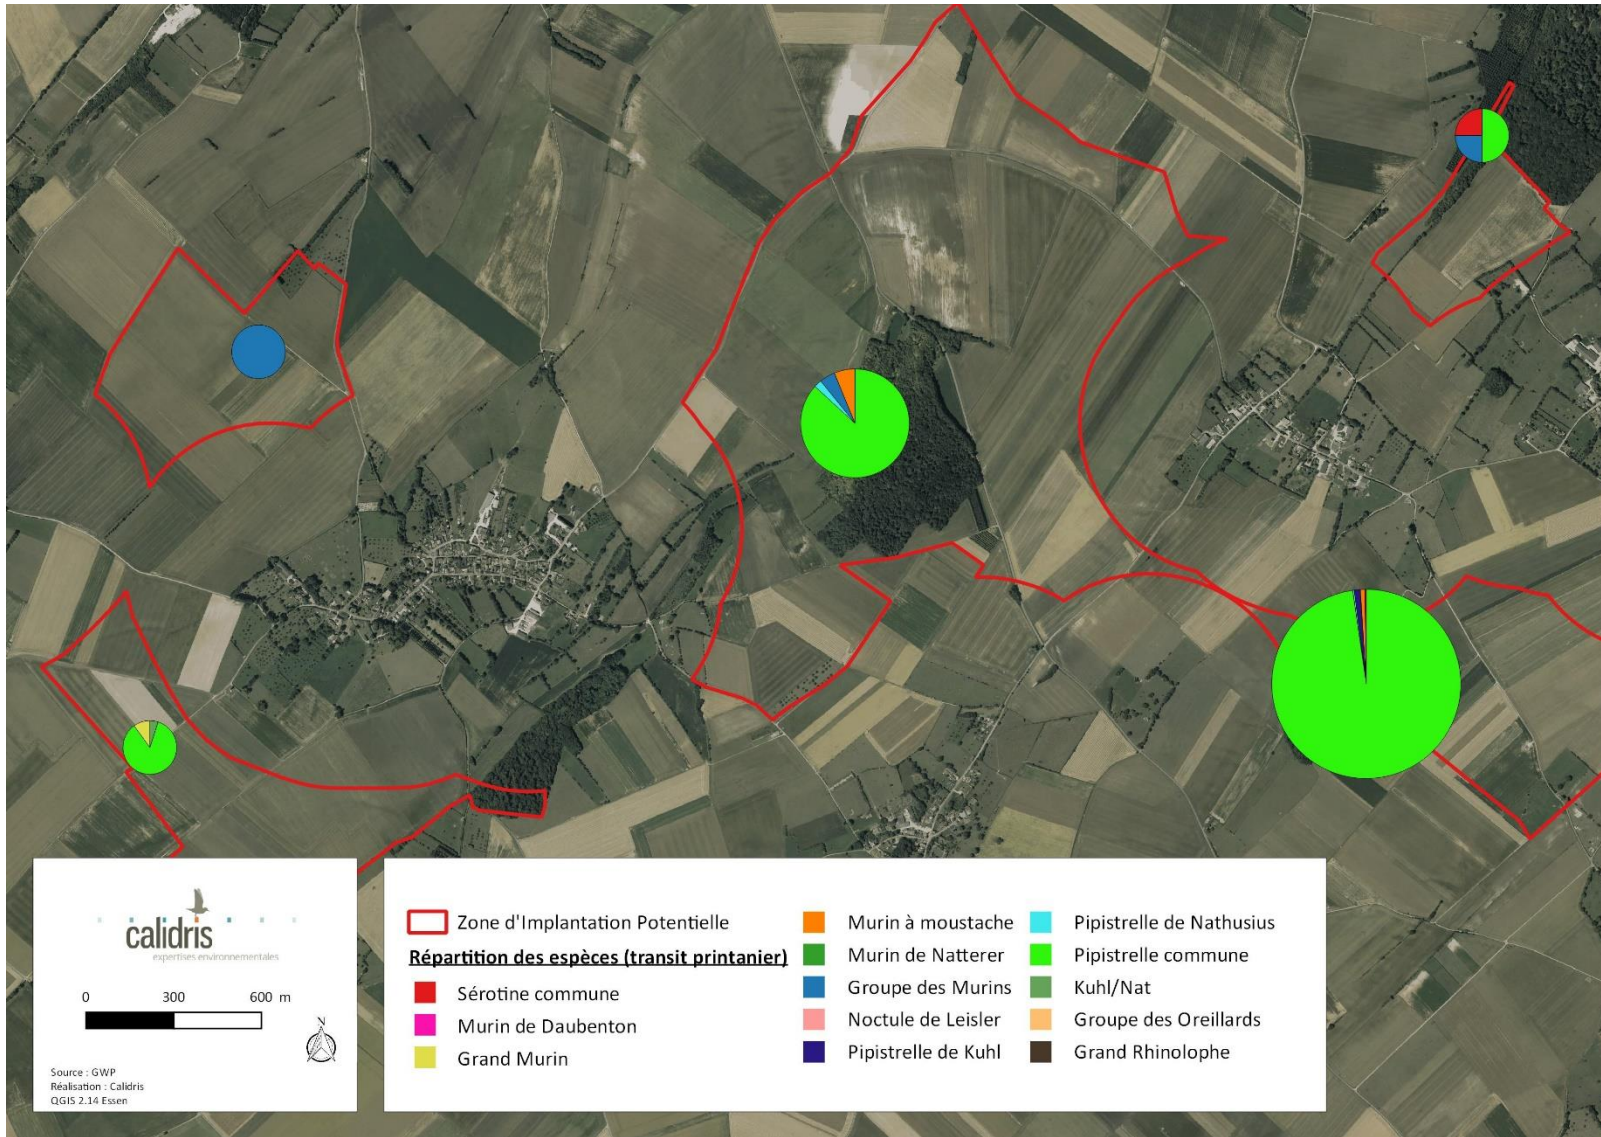 calidris
expertises environnementales
0 300 600 m
N
Source : GWP
Réalisation : Calidris
QGIS 2.14 Essen
Zone d'Implantation Potentielle
Répartition des espèces (transit printanier)
Sérotine commune
Murin de Daubenton
Grand Murin
Murin à moustache
Murin de Natterer
Groupe des Murins
Noctule de Leisler
Pipistrelle de Kuhl
Pipistrelle de Nathusius
Pipistrelle commune
Kuhl/Nat
Groupe des Oreillards
Grand Rhinolophe